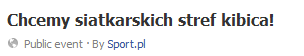 Chcemy siatkarskich stref kibica!
Public event · By Sport.pl